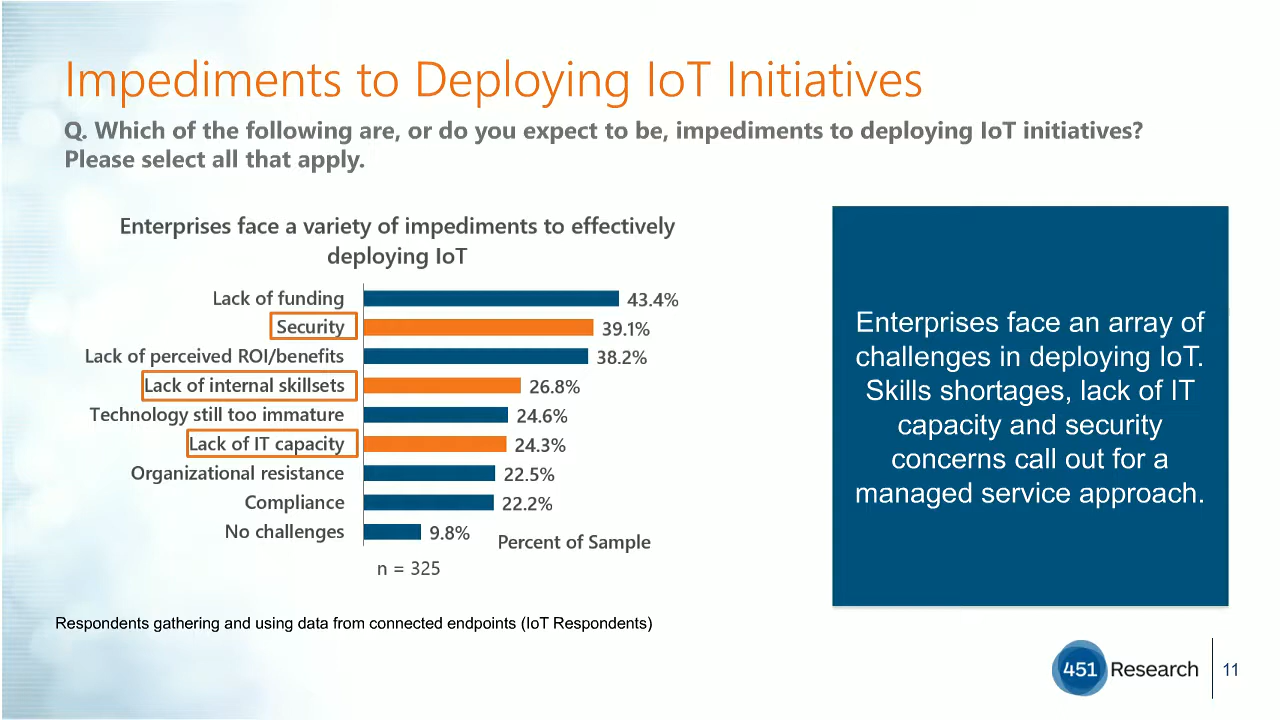 Impediments to Deploying IoT Initiatives
Q. Which of the following are, or do you expect to be, impediments to deploying IoT initiatives?
Please select all that apply.
Enterprises face a variety of impediments to effectively
deploying IoT
Lack of funding 43.4%
Security 39.1%
Lack of perceived ROI/benefits 38.2%
Lack of internal skillsets 26.8%
Technology still too immature 24.6%
Lack of IT capacity 24.3%
Organizational resistance 22.5%
Compliance 22.2%
No challenges 9.8%
Percent of Sample
n = 325
Enterprises face an array of
challenges in deploying IoT.
Skills shortages, lack of IT
capacity and security
concerns call out for a
managed service approach.
Respondents gathering and using data from connected endpoints (IoT Respondents)
451 Research
11